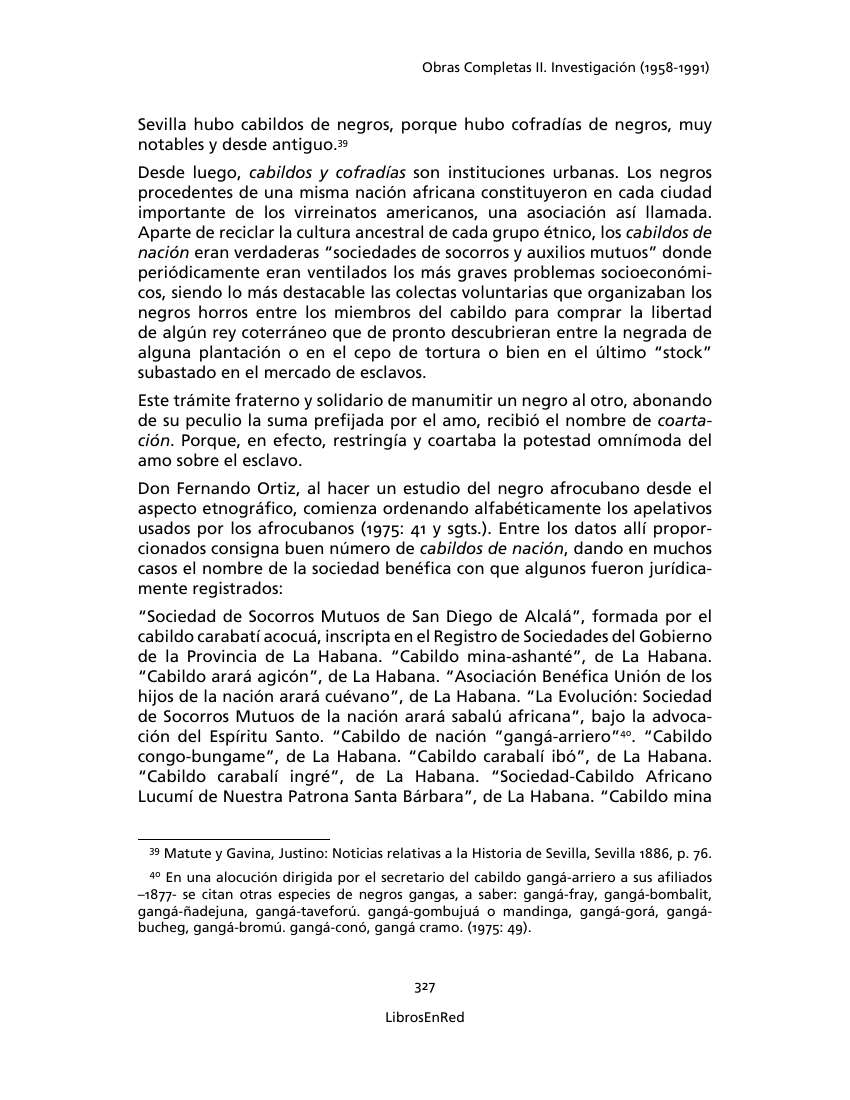 Obras Completas II. Investigación (1958-1991)
Sevilla hubo cabildos de negros, porque hubo cofradías de negros, muy
notables y desde antiguo.39
Desde luego, cabildos y cofradías son instituciones urbanas. Los negros
procedentes de una misma nación africana constituyeron en cada ciudad
importante de los virreinatos americanos, una asociación así llamada.
Aparte de reciclar la cultura ancestral de cada grupo étnico, los cabildos de
nación eran verdaderas “sociedades de socorros y auxilios mutuos” donde
periódicamente eran ventilados los más graves problemas socioeconómi-
cos, siendo lo más destacable las colectas voluntarias que organizaban los
negros horros entre los miembros del cabildo para comprar la libertad
de algún rey coterráneo que de pronto descubrieran entre la negrada de
alguna plantación o en el cepo de tortura o bien en el último “stock”
subastado en el mercado de esclavos.
Este trámite fraterno y solidario de manumitir un negro al otro, abonando
de su peculio la suma prefijada por el amo, recibió el nombre de coarta-
ción. Porque, en efecto, restringía y coartaba la potestad omnímoda del
amo sobre el esclavo.
Don Fernando Ortiz, al hacer un estudio del negro afrocubano desde el
aspecto etnográfico, comienza ordenando alfabéticamente los apelativos
usados por los afrocubanos (1975: 41 y sgts.). Entre los datos allí propor-
cionados consigna buen número de cabildos de nación, dando en muchos
casos el nombre de la sociedad benéfica con que algunos fueron jurídica-
mente registrados:
“Sociedad de Socorros Mutuos de San Diego de Alcalá”, formada por el
cabildo carabatí acocuá, inscripta en el Registro de Sociedades del Gobierno
de la Provincia de La Habana. “Cabildo mina-ashanté”, de La Habana.
“Cabildo arará agicón”, de La Habana. “Asociación Benéfica Unión de los
hijos de la nación arará cuévano”, de La Habana. “La Evolución: Sociedad
de Socorros Mutuos de la nación arará sabalú africana”, bajo la advoca-
ción del Espíritu Santo. “Cabildo de nación “gangá-arriero”40. “Cabildo
congo-bungame”, de La Habana. “Cabildo carabalí ibó”, de La Habana.
“Cabildo carabalí ingré”, de La Habana. “Sociedad-Cabildo Africano
Lucumí de Nuestra Patrona Santa Bárbara”, de La Habana. “Cabildo mina
39 Matute y Gavina, Justino: Noticias relativas a la Historia de Sevilla, Sevilla 1886, p. 76.
40 En una alocución dirigida por el secretario del cabildo gangá-arriero a sus afiliados
–1877- se citan otras especies de negros gangas, a saber: gangá-fray, gangá-bombalit,
gangá-ñadejuna, gangá-taveforú. gangá-gombujuá o mandinga, gangá-gorá, gangá-
bucheg, gangá-bromú. gangá-conó, gangá cramo. (1975: 49).
327
LibrosEnRed